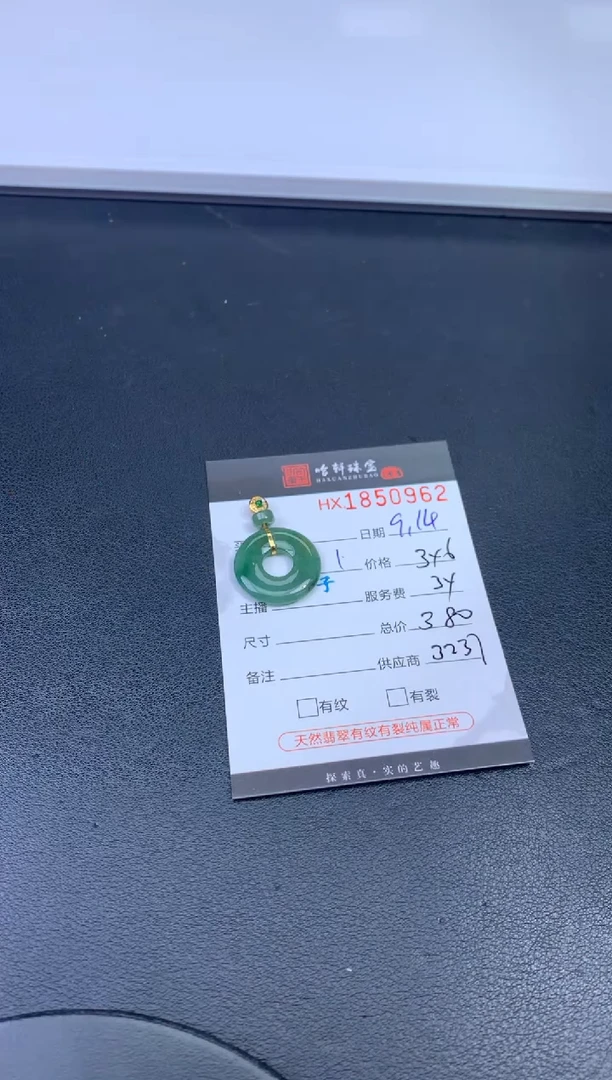 哈轩珠宝
HAXUANZHUBAO
HX1850962
日期 9.14
1 价格 346
主播 子 服务费 34
尺寸 总价 380
备注 供应商 3237
有纹 有裂
天然翡翠有纹有裂纯属正常
探索真·实的艺趣